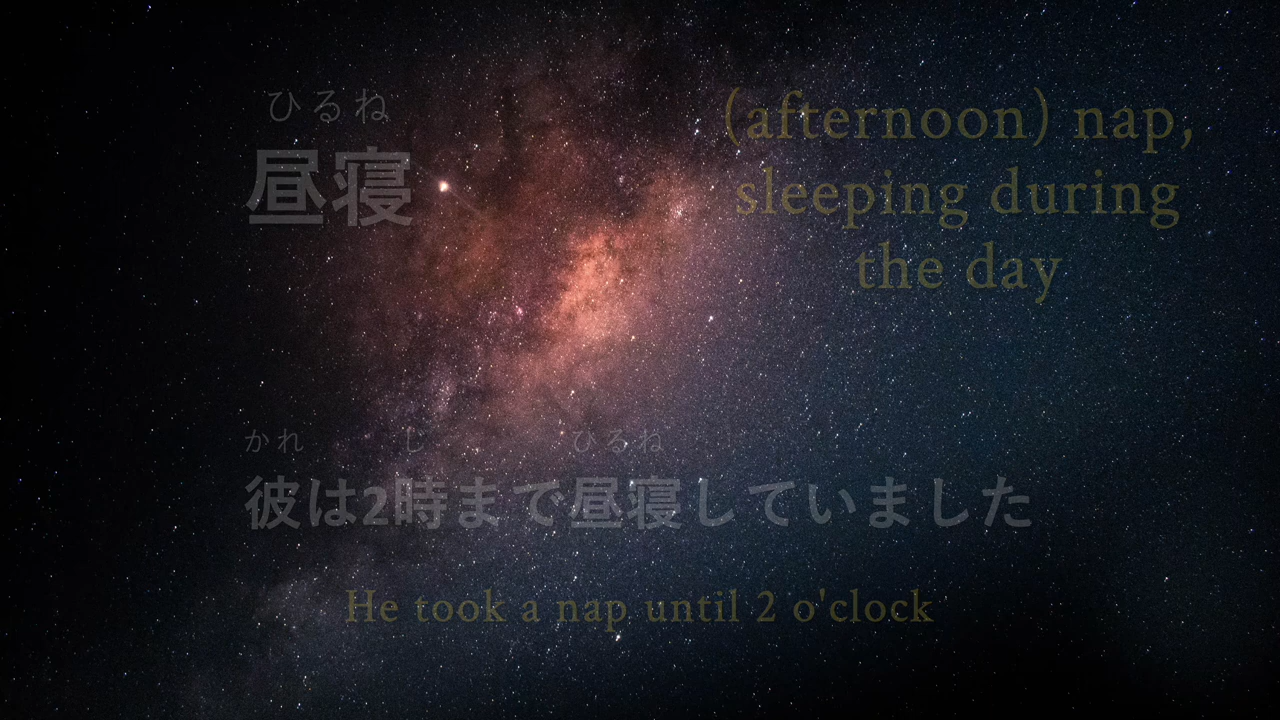 ひるね
昼寝
(afternoon) nap,
sleeping during
the day
かれ じ ひるね
彼は2時まで昼寝していました
He took a nap until 2 o'clock